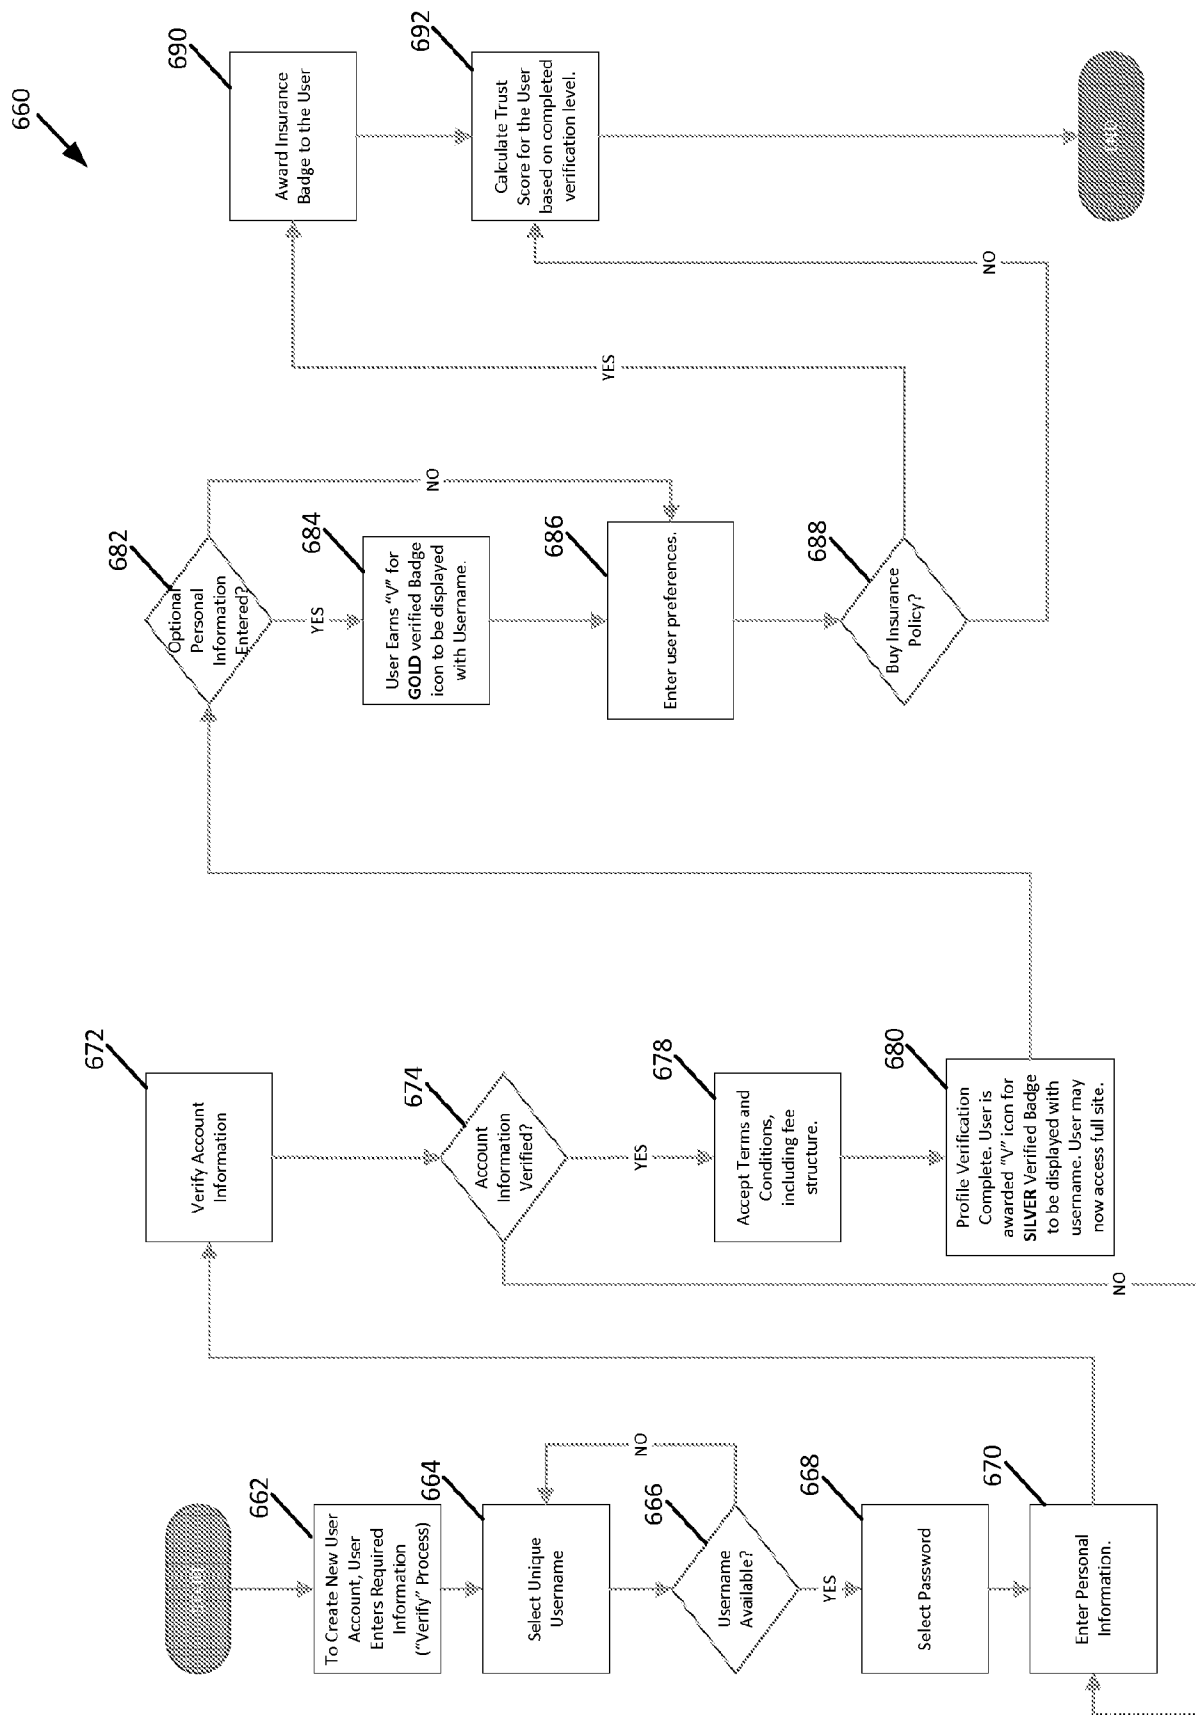 660
662
To Create New User
Account, User
Enters Required
Information
("Verify" Process)
664
Select Unique
Username
NO
666
Username
Available?
YES
668
Select Password
670
Enter Personal
Information.
672
Verify Account
Information
674
Account
Information
Verified?
NO
YES
678
Accept Terms and
Conditions,
including fee
structure.
680
Profile Verification
Complete. User is
awarded "V" icon for
SILVER Verified Badge
to be displayed with
username. User may
now access full site.
682
Optional
Personal
Information
Entered?
NO
YES
684
User Earns "V" for
GOLD verified Badge
icon to be displayed
with Username.
686
Enter user preferences.
688
Buy Insurance
Policy?
YES
NO
690
Award Insurance
Badge to the User
692
Calculate Trust
Score for the User
based on completed
verification level.